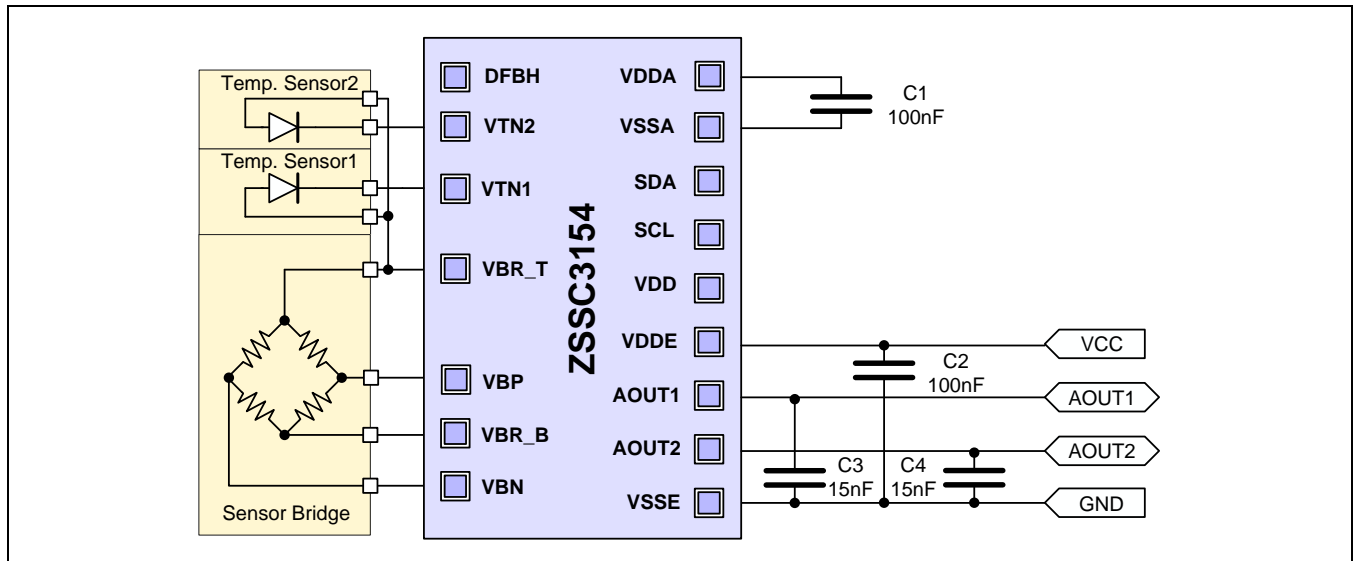 Temp. Sensor2
Temp. Sensor1
Sensor Bridge
DFBH
VTN2
VTN1
VBR_T
VBP
VBR_B
VBN
ZSSC3154
VDDA
VSSA
SDA
SCL
VDD
VDDE
AOUT1
AOUT2
VSSE
C1
100nF
C2
100nF
C3
15nF
C4
15nF
VCC
AOUT1
AOUT2
GND